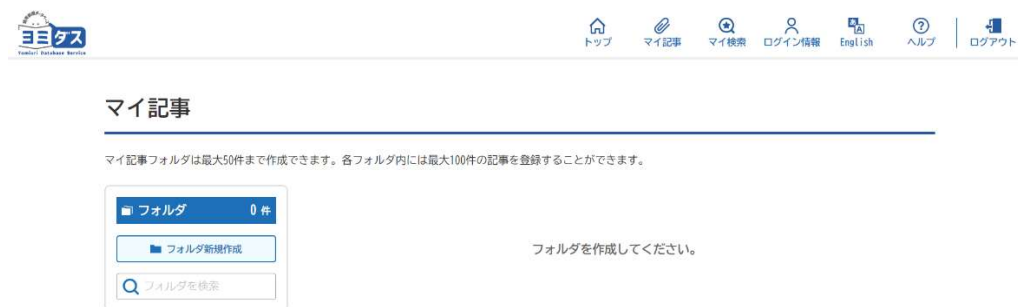 ヨミダス
Yomiuri Database Service
トップ
マイ記事
マイ検索
ログイン情報
English
ヘルプ
ログアウト
マイ記事
マイ記事フォルダは最大50件まで作成できます。各フォルダ内には最大100件の記事を登録することができます。
フォルダ 0 件
フォルダ新規作成
フォルダを作成してください。
フォルダを検索